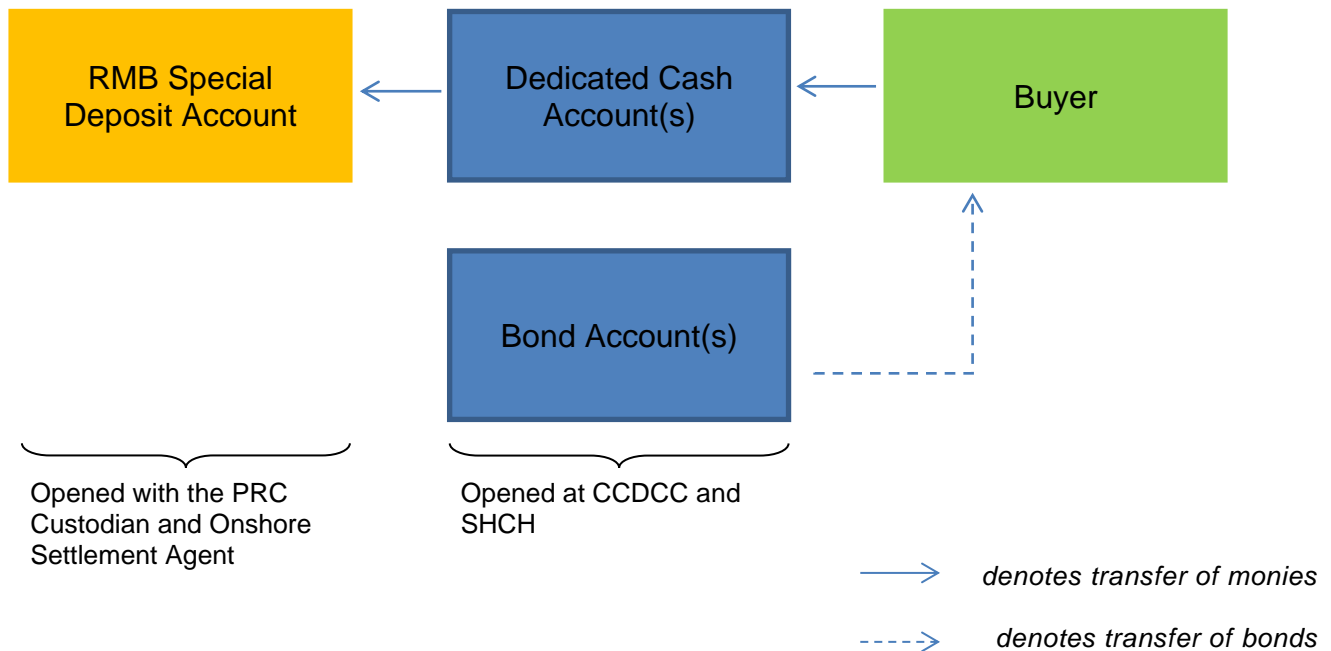 RMB Special
Deposit Account
Dedicated Cash
Account(s)
Buyer
Bond Account(s)
Opened with the PRC
Custodian and Onshore
Settlement Agent
Opened at CCDCC and
SHCH
denotes transfer of monies
denotes transfer of bonds